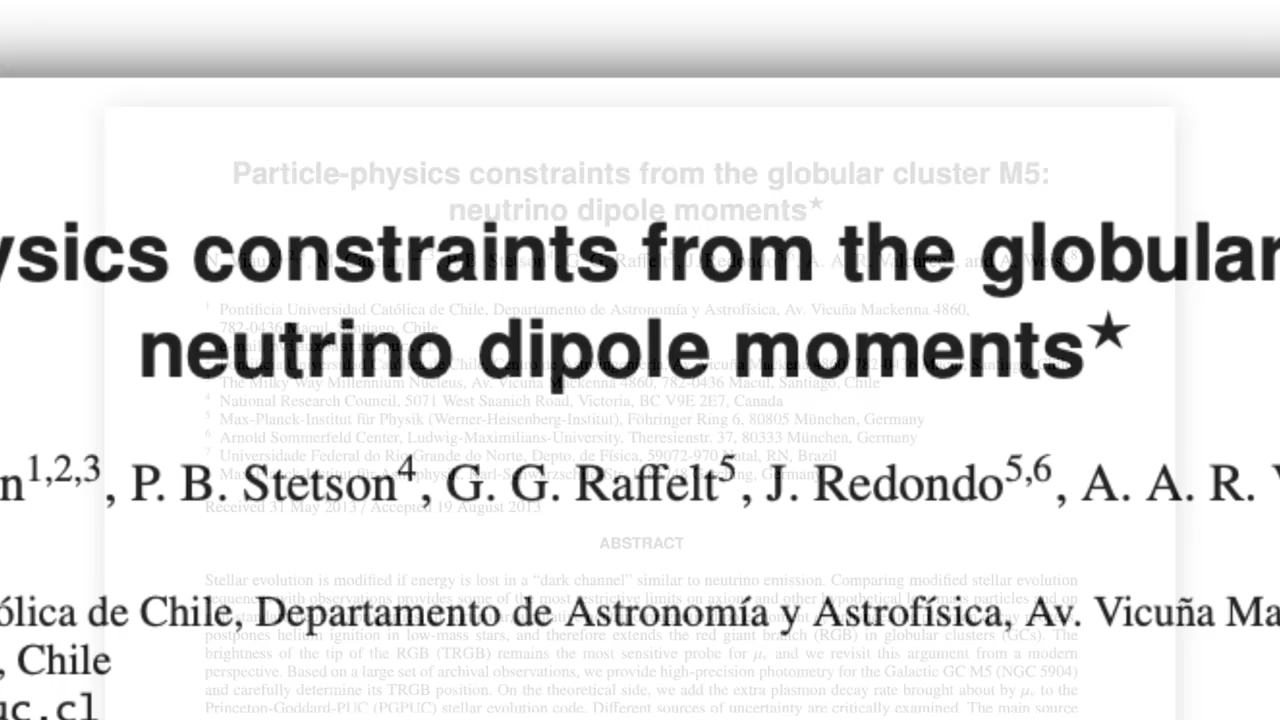 Particle-physics constraints from the globular cluster M5:
neutrino dipole moments★
ysics constraints from the globular
neutrino dipole moments★
1 Pontificia Universidad Católica de Chile, Departamento de Astronomía y Astrofísica, Av. Vicuña Mackenna 4860,
782-0436 Macul, Santiago, Chile
The Milky Way Millennium Nucleus, Av. Vicuña Mackenna 4860, 782-0436 Macul, Santiago, Chile
4 National Research Council, 5071 West Saanich Road, Victoria, BC V9E 2E7, Canada
5 Max-Planck-Institut für Physik (Werner-Heisenberg-Institut), Föhringer Ring 6, 80805 München, Germany
6 Arnold Sommerfeld Center, Ludwig-Maximilians-University, Theresienstr. 37, 80333 München, Germany
7 Universidade Federal do Rio Grande do Norte, Depto. de Física, 59072-970 Natal, RN, Brazil
n1,2,3, P. B. Stetson4, G. G. Raffelt5, J. Redondo5,6, A. A. R. V
Received 31 May 2013 / Accepted 19 August 2013
ABSTRACT
Stellar evolution is modified if energy is lost in a “dark channel” similar to neutrino emission. Comparing modified stellar evolution
ólica de Chile, Departamento de Astronomía y Astrofísica, Av. Vicuña Ma
postpones helium ignition in low-mass stars, and therefore extends the red giant branch (RGB) in globular clusters (GCs). The
brightness of the tip of the RGB (TRGB) remains the most sensitive probe for μν and we revisit this argument from a modern
, Chile
perspective. Based on a large set of archival observations, we provide high-precision photometry for the Galactic GC M5 (NGC 5904)
and carefully determine its TRGB position. On the theoretical side, we add the extra plasmon decay rate brought about by μν to the
Princeton-Goddard-PUC (PGPUC) stellar evolution code. Different sources of uncertainty are critically examined. The main source
uc.cl